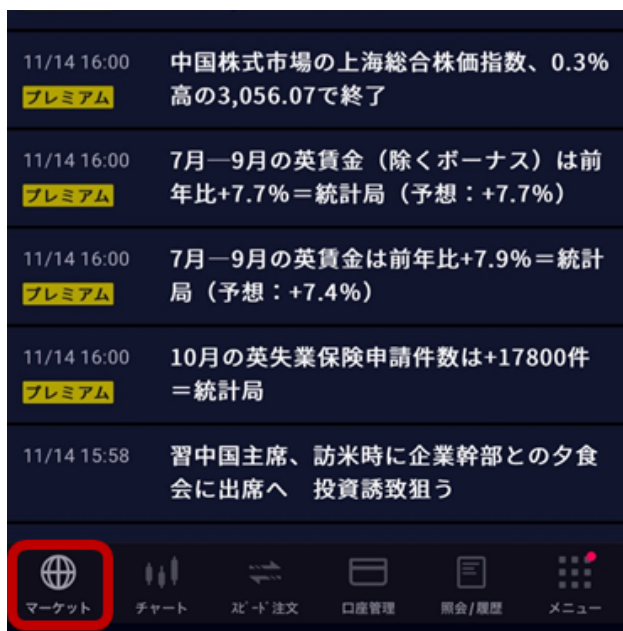 11/14 16:00 中国株式市場の上海総合株価指数、0.3%
プレミアム 高の3,056.07で終了
11/14 16:00 7月―9月の英賃金（除くボーナス）は前
プレミアム 年比+7.7%＝統計局（予想：+7.7%）
11/14 16:00 7月―9月の英賃金は前年比+7.9%＝統計
プレミアム 局（予想：+7.4%）
11/14 16:00 10月の英失業保険申請件数は+17800件
プレミアム ＝統計局
11/14 15:58 習中国主席、訪米時に企業幹部との夕食
会に出席へ　投資誘致狙う
マーケット チャート ｽﾋﾟｰﾄﾞ注文 口座管理 照会/履歴 メニュー